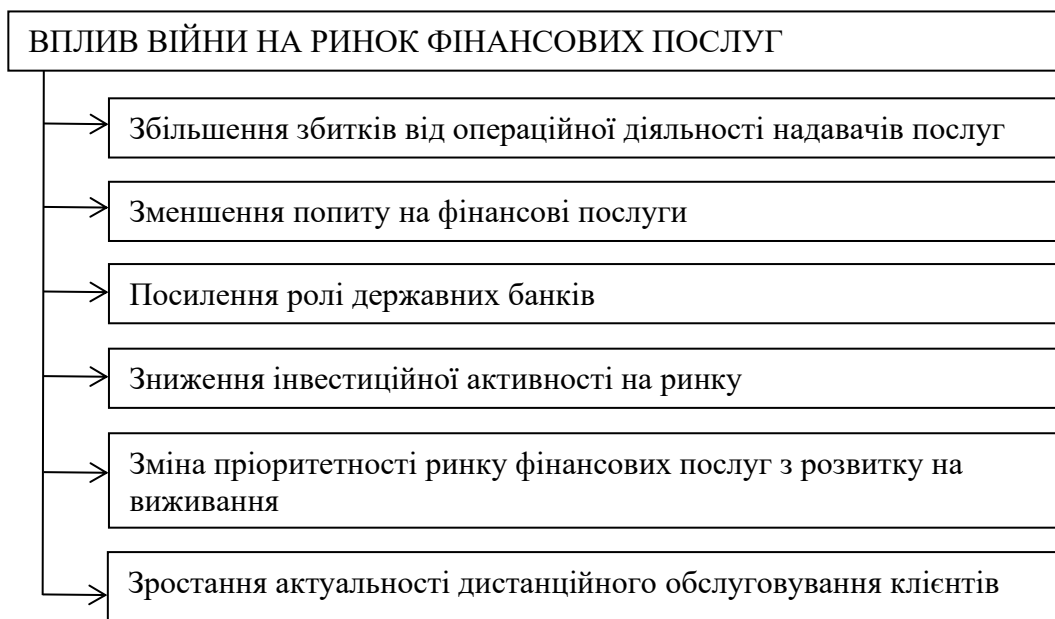 ВПЛИВ ВІЙНИ НА РИНОК ФІНАНСОВИХ ПОСЛУГ
Збільшення збитків від операційної діяльності надавачів послуг
Зменшення попиту на фінансові послуги
Посилення ролі державних банків
Зниження інвестиційної активності на ринку
Зміна пріоритетності ринку фінансових послуг з розвитку на
виживання
Зростання актуальності дистанційного обслуговування клієнтів